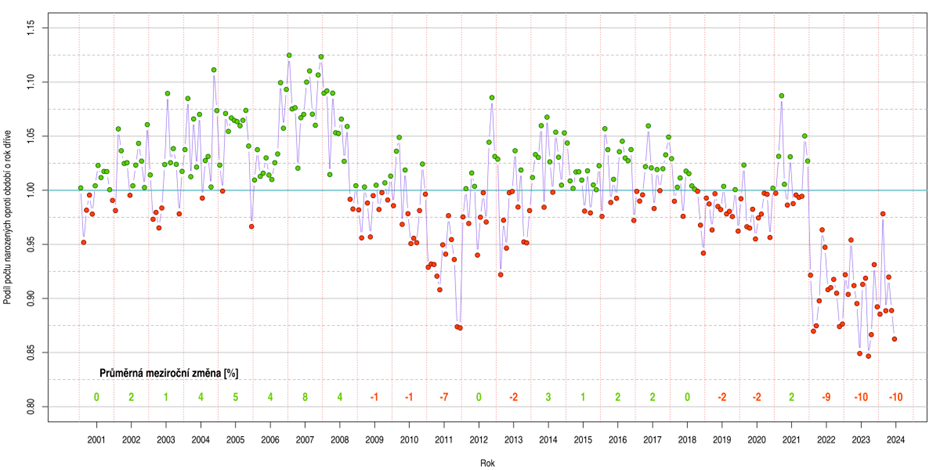 Podíl počtu narozených oproti období o rok dříve
1.15
1.10
1.05
1.00
0.95
0.90
0.85
0.80
Průměrná meziroční změna [%]
0 2 1 4 5 4 8 4 -1 -1 -7 0 -2 3 1 2 2 0 -2 -2 2 -9 -10 -10
2001 2002 2003 2004 2005 2006 2007 2008 2009 2010 2011 2012 2013 2014 2015 2016 2017 2018 2019 2020 2021 2022 2023 2024
Rok